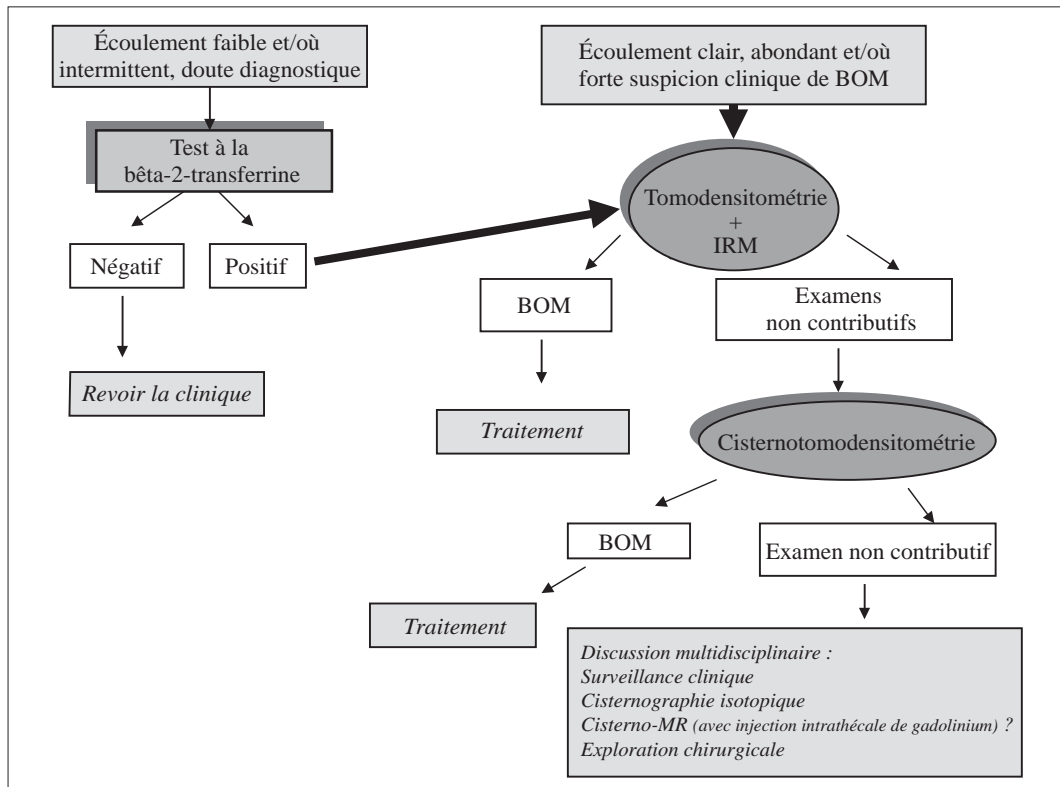 Écoulement faible et/où
intermittent, doute diagnostique
Écoulement clair, abondant et/où
forte suspicion clinique de BOM
Test à la
bêta-2-transferrine
Tomodensitométrie
+
IRM
Négatif
Positif
BOM
Examens
non contributifs
Revoir la clinique
Traitement
Cisternotomodensitométrie
BOM
Examen non contributif
Traitement
Discussion multidisciplinaire :
Surveillance clinique
Cisternographie isotopique
Cisterno-MR (avec injection intrathécale de gadolinium) ?
Exploration chirurgicale